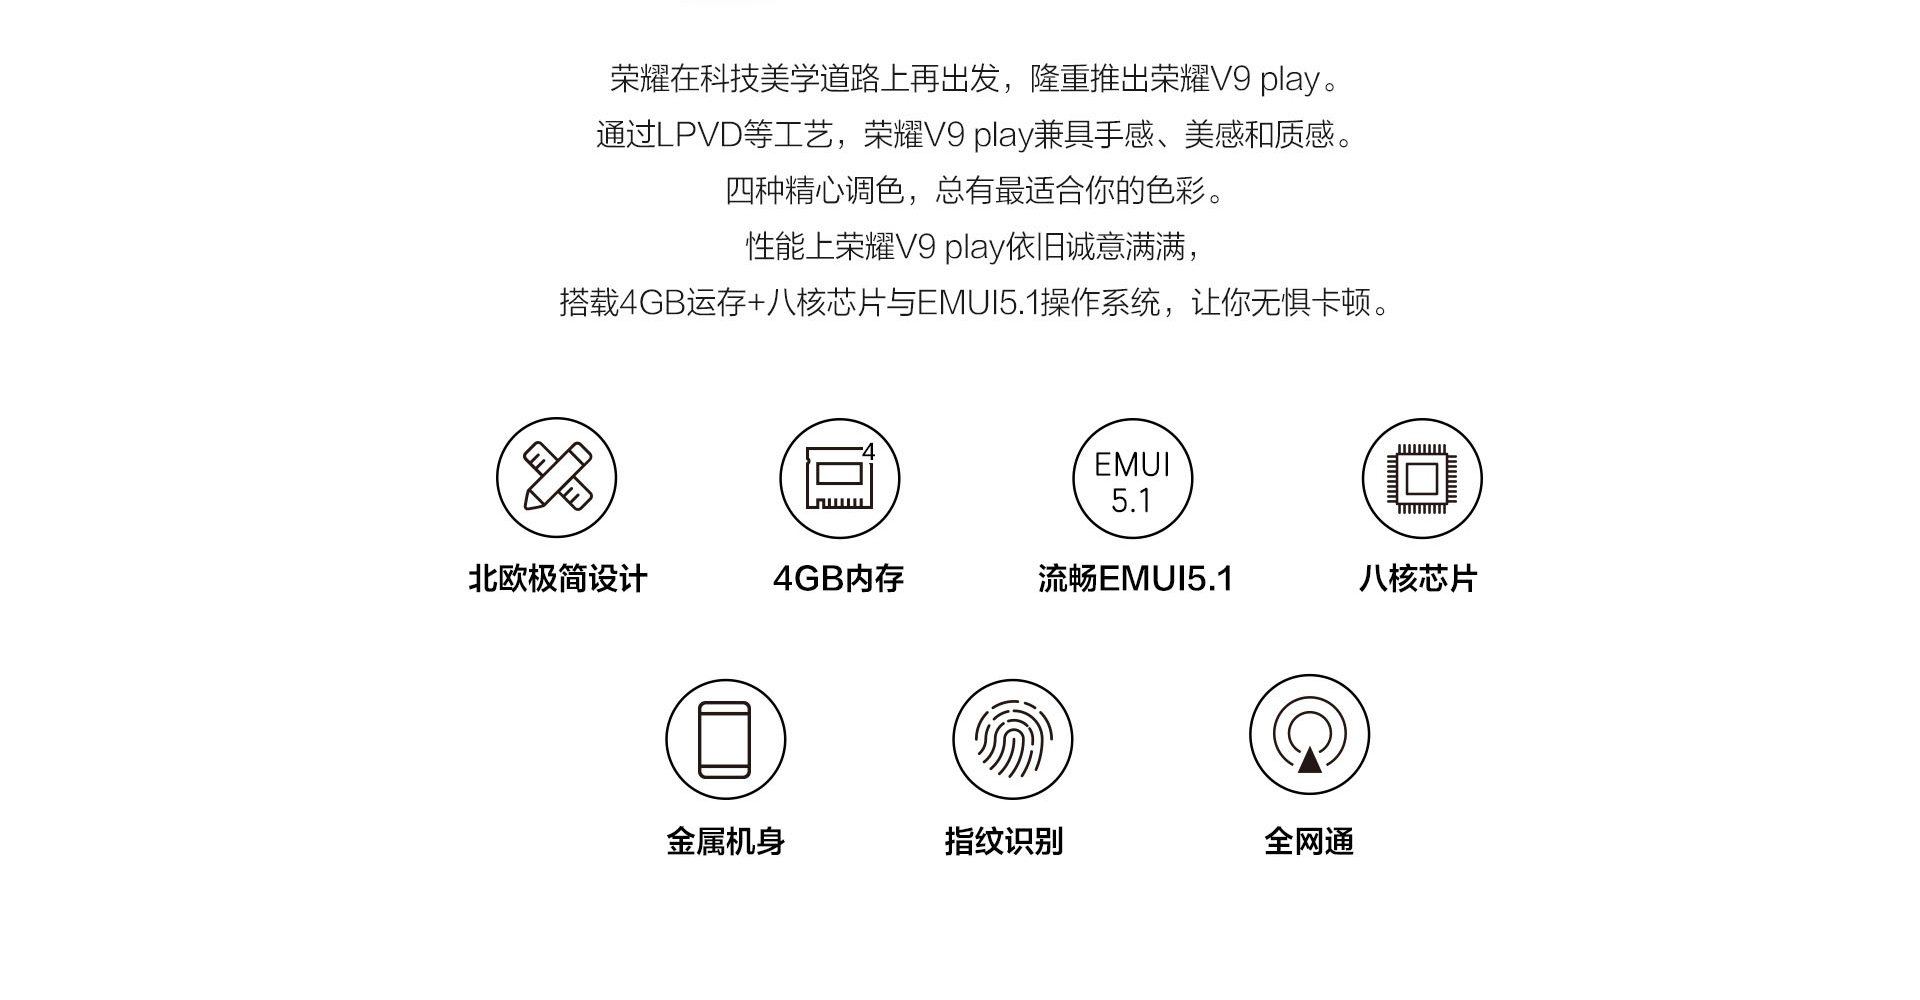 荣耀在科技美学道路上再出发，隆重推出荣耀V9 play。
通过LPVD等工艺，荣耀V9 play兼具手感、美感和质感。
四种精心调色，总有最适合你的色彩。
性能上荣耀V9 play依旧诚意满满，
搭载4GB运存+八核芯片与EMUI5.1操作系统，让你无惧卡顿。
4
EMUI
5.1
北欧极简设计
4GB内存
流畅EMUI5.1
八核芯片
金属机身
指纹识别
全网通